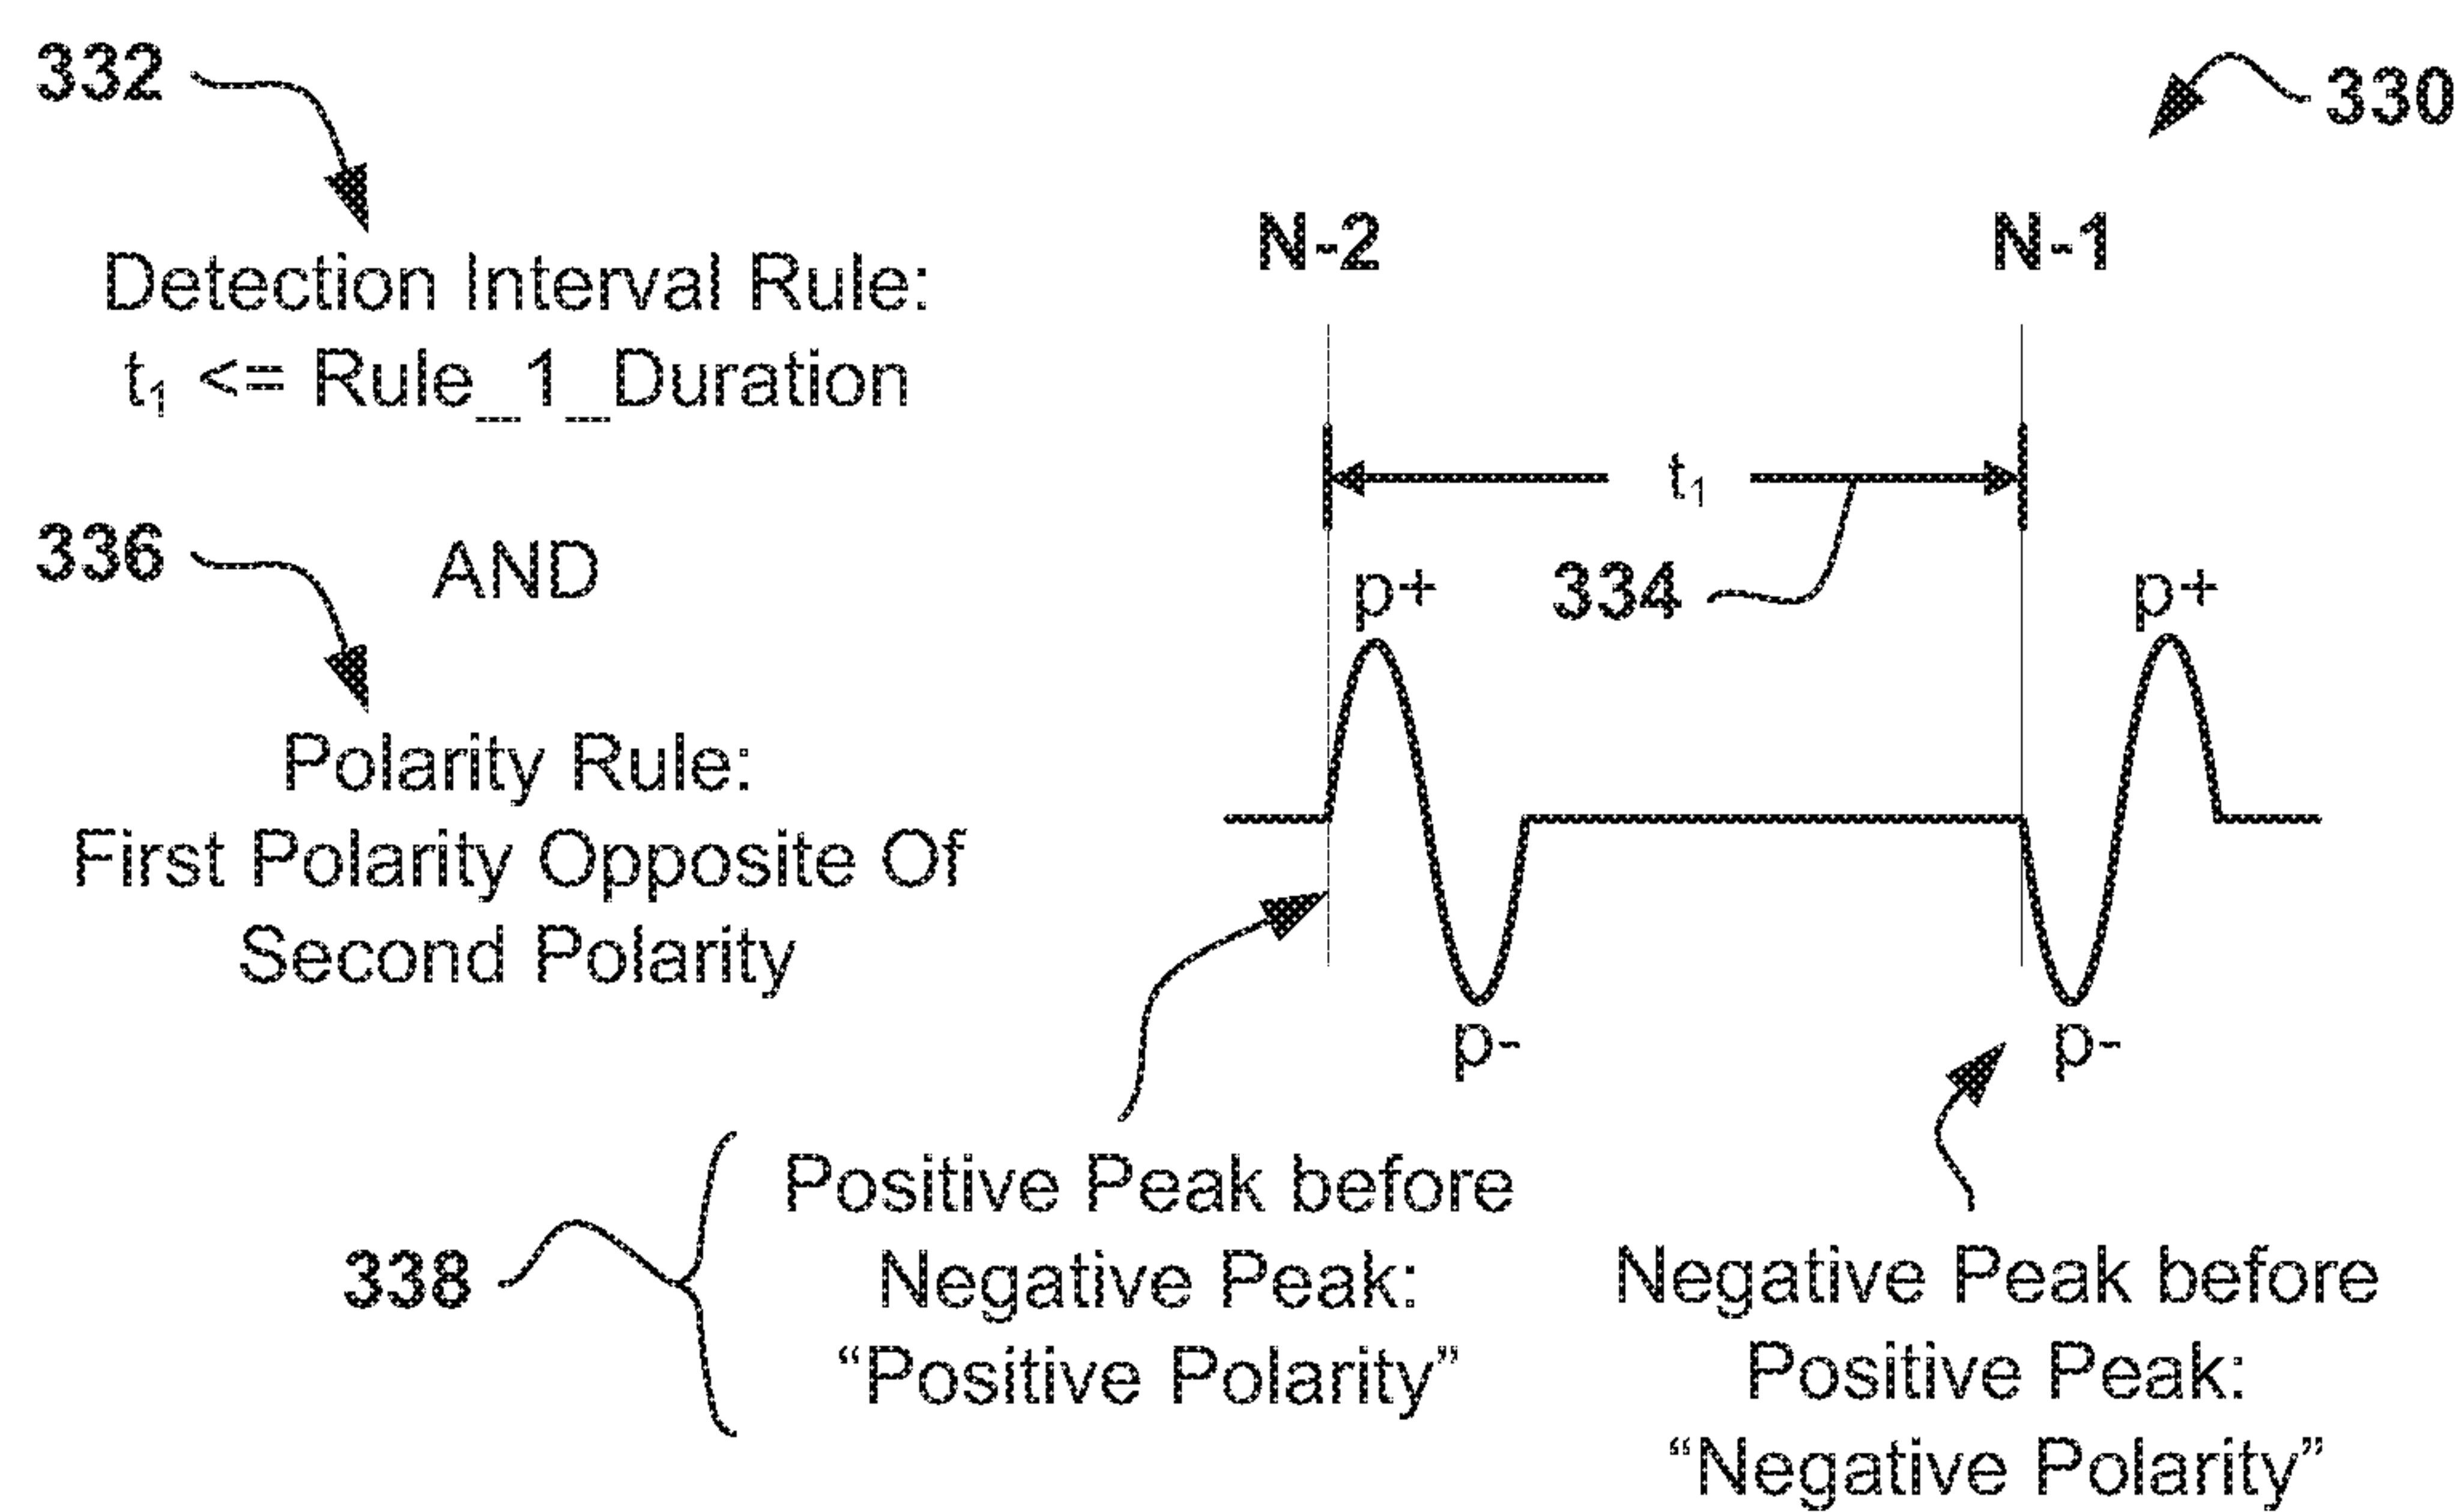 332
330
Detection Interval Rule:
t₁ <= Rule_1_Duration
N-2
N-1
t₁
336
AND
334
p+
p+
Polarity Rule:
First Polarity Opposite Of
Second Polarity
p-
p-
338
Positive Peak before
Negative Peak:
“Positive Polarity”
Negative Peak before
Positive Peak:
“Negative Polarity”